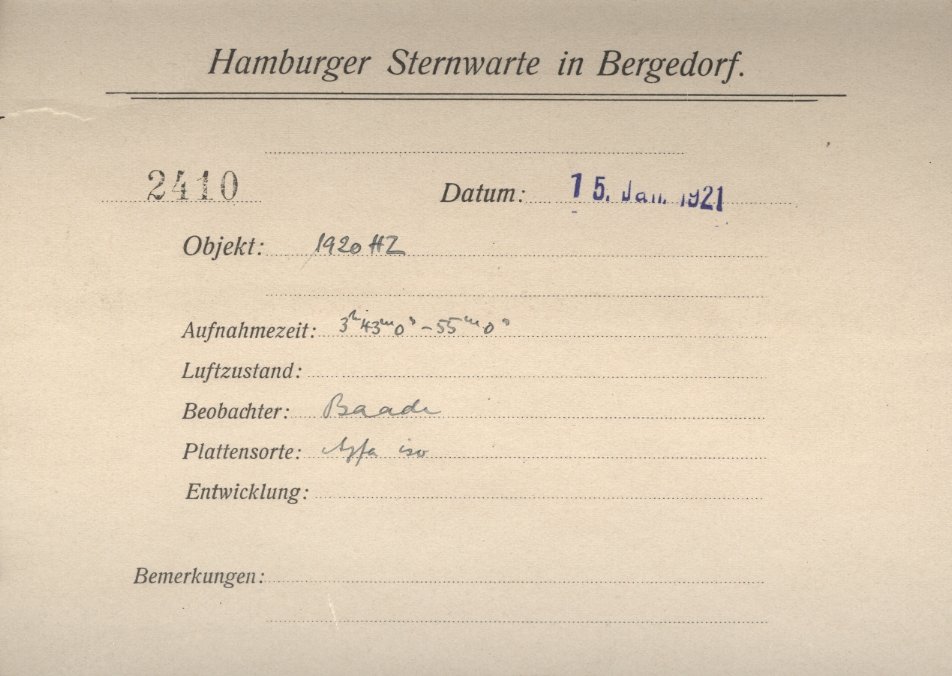 Hamburger Sternwarte in Bergedorf.
2410 Datum: 15. Jan. 1921
Objekt: 1920 HZ
Aufnahmezeit: 3ʰ43ᵐ0ˢ – 55ᵐ0ˢ
Luftzustand:
Beobachter: Baade
Plattensorte: Agfa iso
Entwicklung:
Bemerkungen: